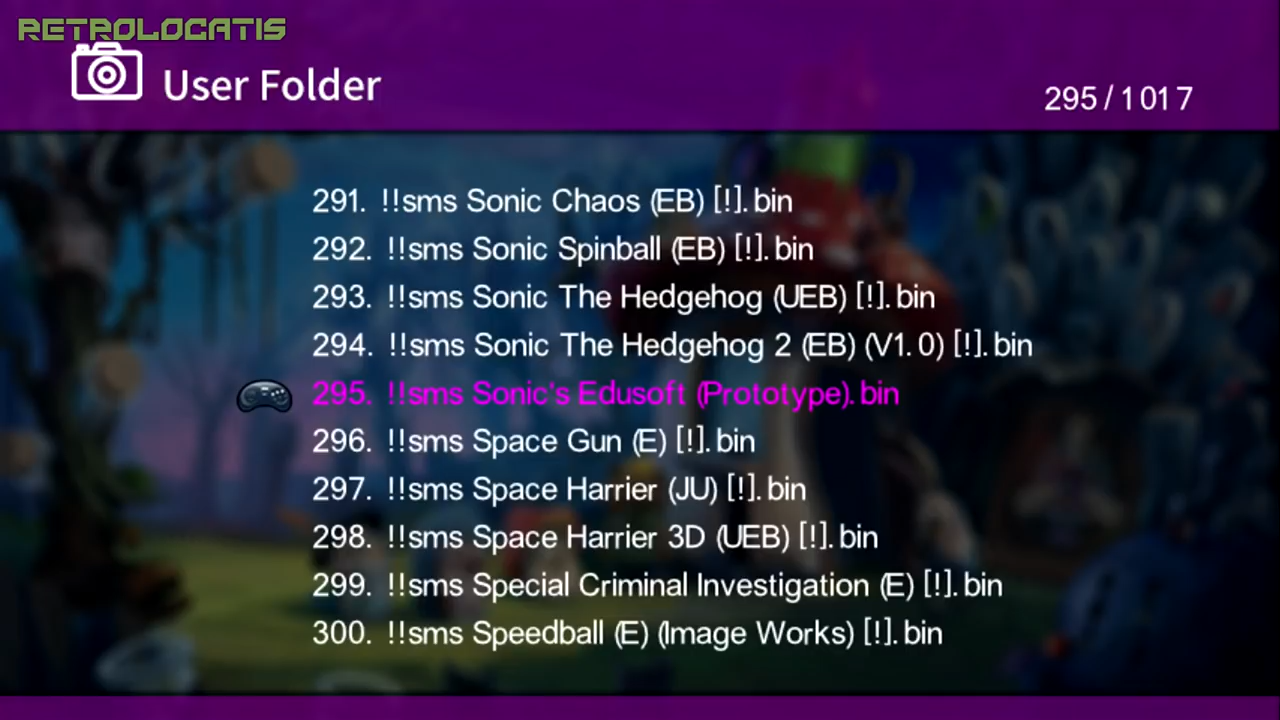 RETROLOCATIS
User Folder
295/1017
291. !!sms Sonic Chaos (EB) [!].bin
292. !!sms Sonic Spinball (EB) [!].bin
293. !!sms Sonic The Hedgehog (UEB) [!].bin
294. !!sms Sonic The Hedgehog 2 (EB) (V1.0) [!].bin
295. !!sms Sonic's Edusoft (Prototype).bin
296. !!sms Space Gun (E) [!].bin
297. !!sms Space Harrier (JU) [!].bin
298. !!sms Space Harrier 3D (UEB) [!].bin
299. !!sms Special Criminal Investigation (E) [!].bin
300. !!sms Speedball (E) (Image Works) [!].bin